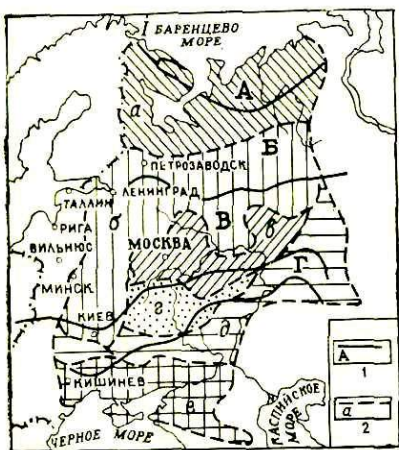 I БАРЕНЦЕВО
МОРЕ
А
а
Б
ПЕТРОЗАВОДСК
ЛЕНИНГРАД
ТАЛЛИН
РИГА
б
В
в
ВИЛЬНЮС
МОСКВА
Г
МИНСК
г
КИЕВ
г
д
КИШИНЕВ
е
ЧЕРНОЕ МОРЕ
КАСПИЙСКОЕ
МОРЕ
А
1
а
2